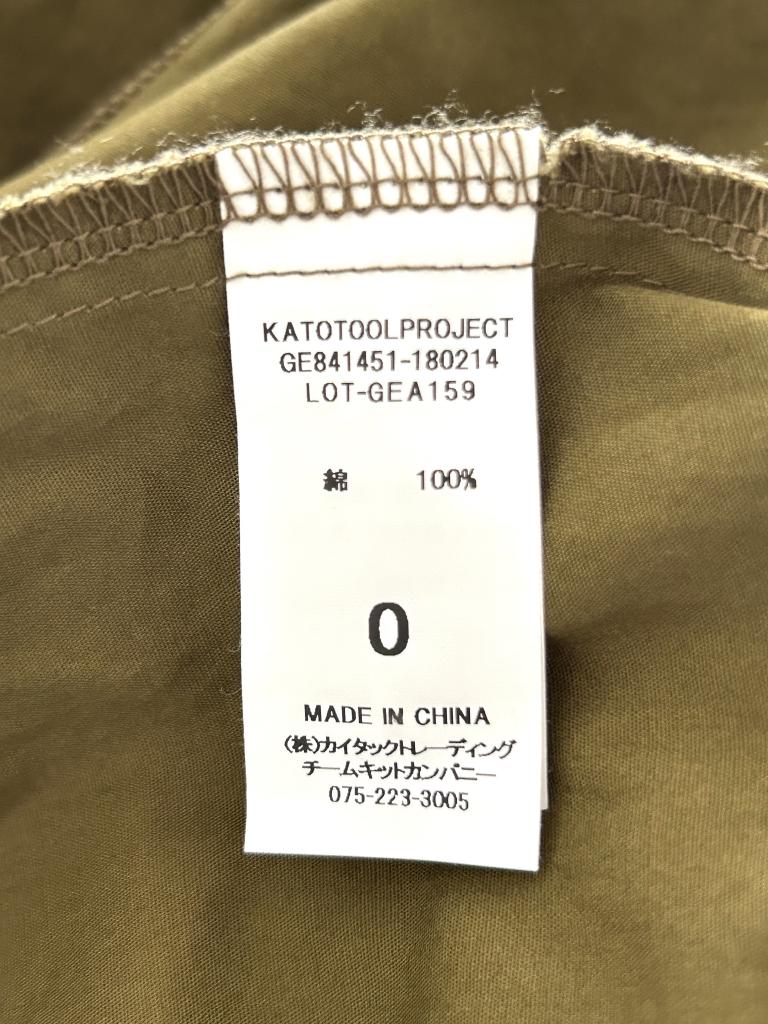 KATOTOOLPROJECT
GE841451-180214
LOT-GEA159
綿 100%
0
MADE IN CHINA
(株)カイタックトレーディング
チームキットカンパニー
075-223-3005